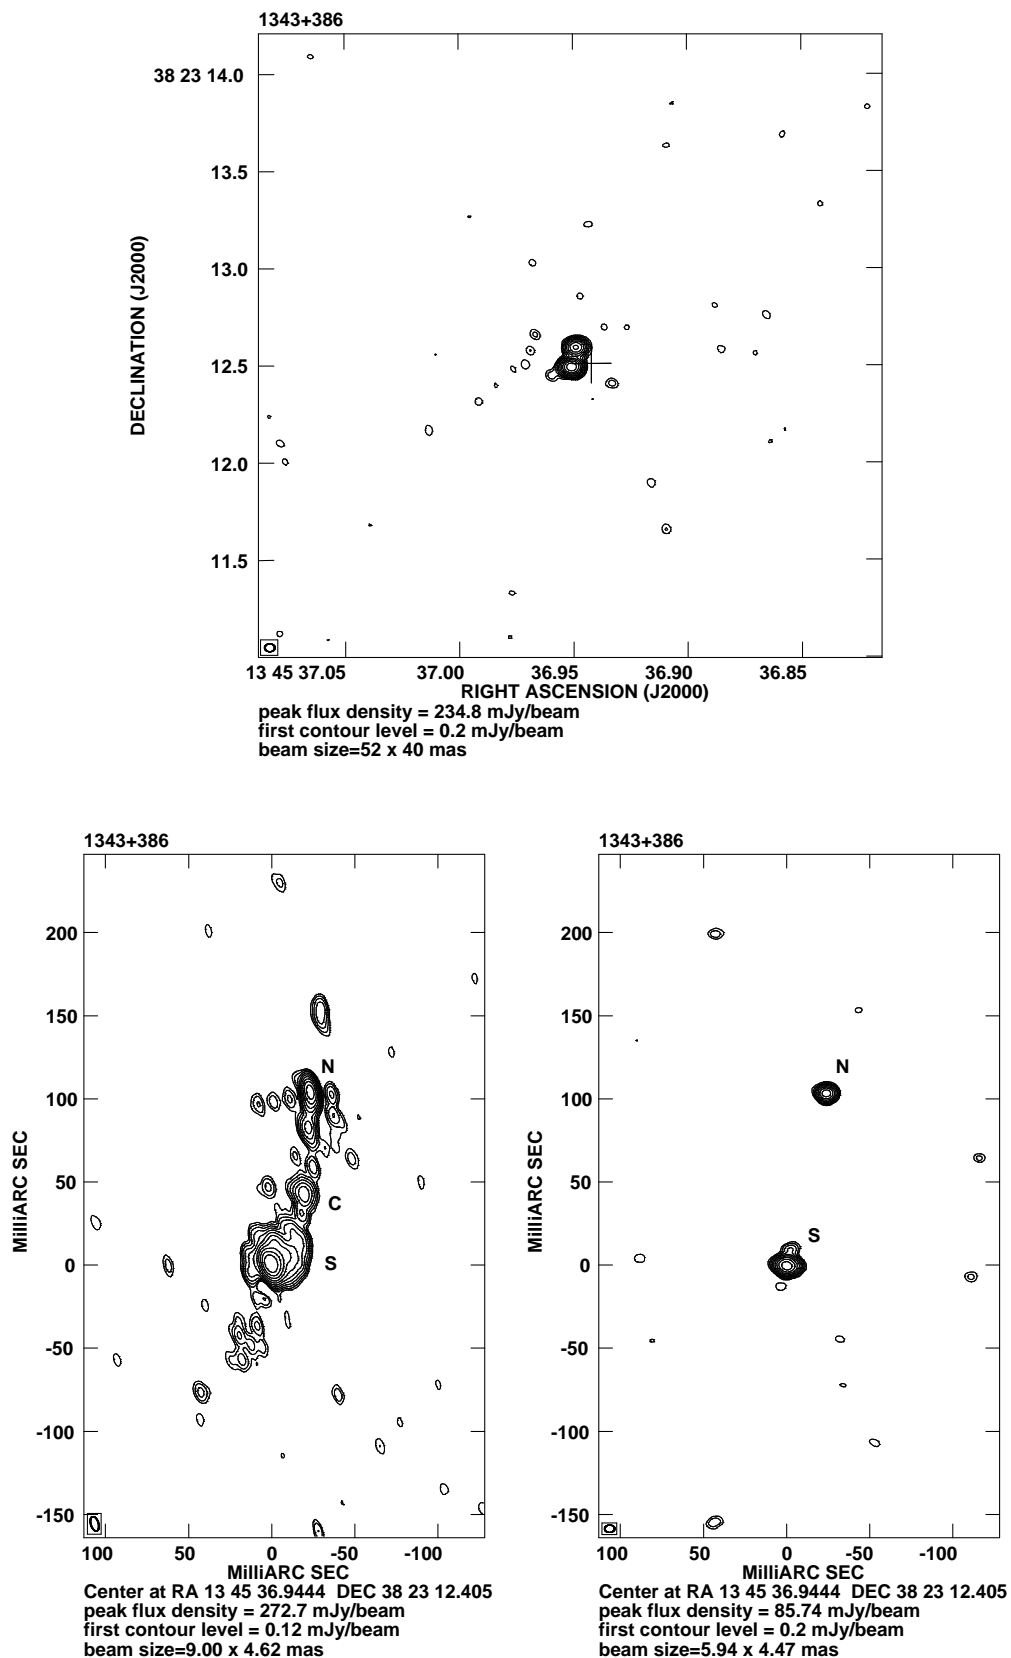 1343+386
38 23 14.0
13.5
13.0
12.5
12.0
11.5
DECLINATION (J2000)
13 45 37.05 37.00 36.95 36.90 36.85
RIGHT ASCENSION (J2000)
peak flux density = 234.8 mJy/beam
first contour level = 0.2 mJy/beam
beam size=52 x 40 mas
1343+386
200
150
100
50
0
-50
-100
-150
MilliARC SEC
N
C
S
100 50 0 -50 -100
MilliARC SEC
Center at RA 13 45 36.9444 DEC 38 23 12.405
peak flux density = 272.7 mJy/beam
first contour level = 0.12 mJy/beam
beam size=9.00 x 4.62 mas
1343+386
200
150
100
50
0
-50
-100
-150
MilliARC SEC
N
S
100 50 0 -50 -100
MilliARC SEC
Center at RA 13 45 36.9444 DEC 38 23 12.405
peak flux density = 85.74 mJy/beam
first contour level = 0.2 mJy/beam
beam size=5.94 x 4.47 mas